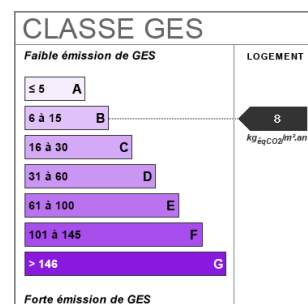 CLASSE GES
Faible émission de GES
LOGEMENT
≤ 5 A
6 à 15 B
8
kgéqCO2/m².an
16 à 30 C
31 à 60 D
61 à 100 E
101 à 145 F
> 146 G
Forte émission de GES